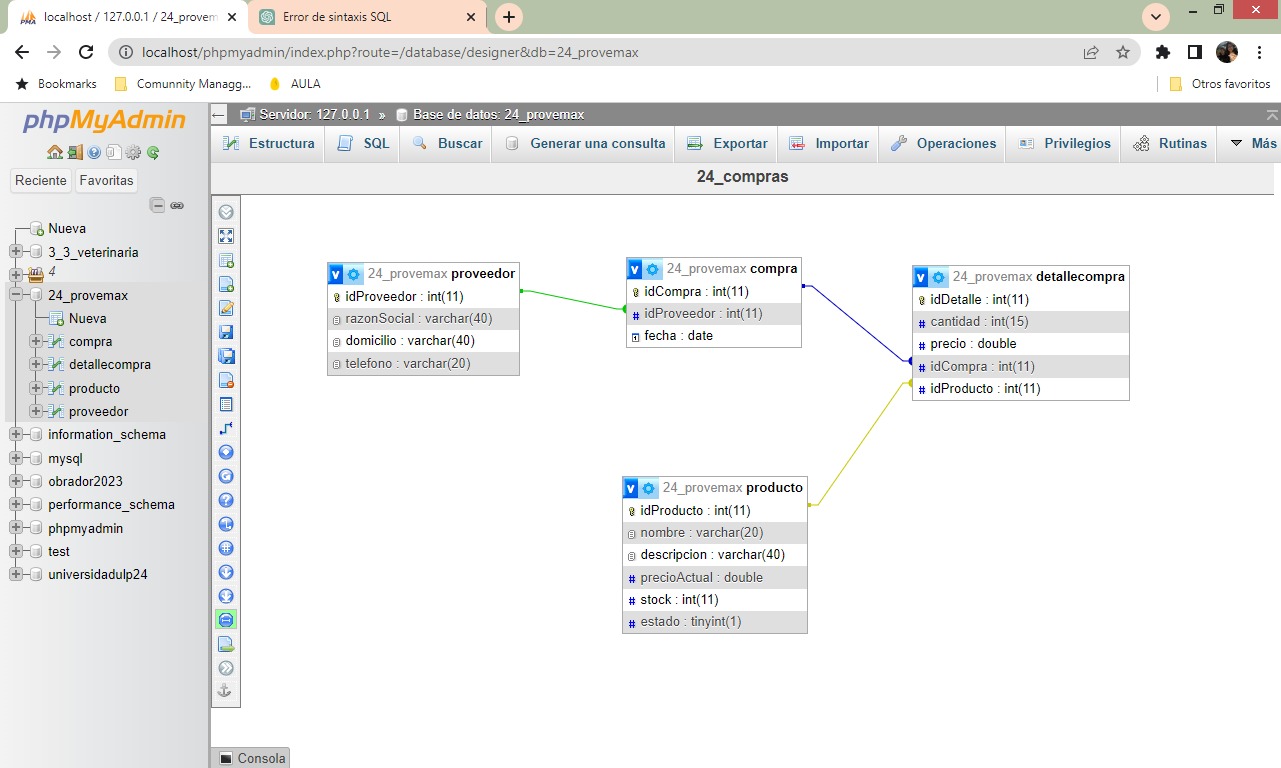 localhost / 127.0.0.1 / 24_provem
Error de sintaxis SQL
localhost/phpmyadmin/index.php?route=/database/designer&db=24_provemax
Bookmarks
Comunnity Managg...
AULA
Otros favoritos
phpMyAdmin
Reciente
Favoritas
Nueva
3_3_veterinaria
4
24_provemax
Nueva
compra
detallecompra
producto
proveedor
information_schema
mysql
obrador2023
performance_schema
phpmyadmin
test
universidadulp24
Servidor: 127.0.0.1 » Base de datos: 24_provemax
Estructura
SQL
Buscar
Generar una consulta
Exportar
Importar
Operaciones
Privilegios
Rutinas
Más
24_compras
24_provemax proveedor
idProveedor : int(11)
razonSocial : varchar(40)
domicilio : varchar(40)
telefono : varchar(20)
24_provemax compra
idCompra : int(11)
idProveedor : int(11)
fecha : date
24_provemax detallecompra
idDetalle : int(11)
cantidad : int(15)
precio : double
idCompra : int(11)
idProducto : int(11)
24_provemax producto
idProducto : int(11)
nombre : varchar(20)
descripcion : varchar(40)
precioActual : double
stock : int(11)
estado : tinyint(1)
Consola